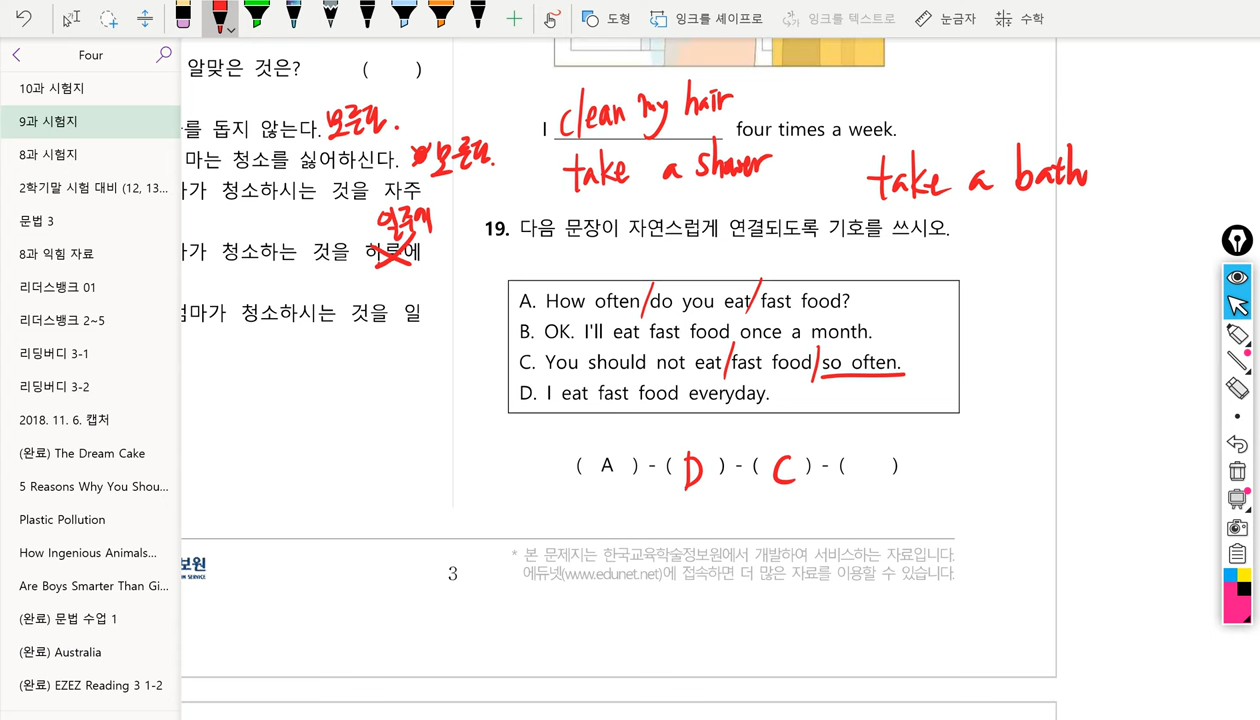 도형
잉크를 셰이프로
잉크를 텍스트로
눈금자
수학
Four
10과 시험지
9과 시험지
8과 시험지
2학기말 시험 대비 (12, 13...
문법 3
8과 익힘 자료
리더스뱅크 01
리더스뱅크 2~5
리딩버디 3-1
리딩버디 3-2
2018. 11. 6. 캡처
(완료) The Dream Cake
5 Reasons Why You Shou...
Plastic Pollution
How Ingenious Animals...
Are Boys Smarter Than Gi...
(완료) 문법 수업 1
(완료) Australia
(완료) EZEZ Reading 3 1-2
알맞은 것은? ( )
를 돕지 않는다. 모른다.
마는 청소를 싫어하신다. 모른다.
가 청소하시는 것을 자주
일주에
가 청소하는 것을 하루에
엄마가 청소하시는 것을 일
I clean my hair four times a week.
take a shower
take a bath
19. 다음 문장이 자연스럽게 연결되도록 기호를 쓰시오.
A. How often/do you eat/fast food?
B. OK. I'll eat fast food once a month.
C. You should not eat/fast food/so often.
D. I eat fast food everyday.
( A ) - ( D ) - ( C ) - ( )
* 본 문제지는 한국교육학술정보원에서 개발하여 서비스하는 자료입니다.
에듀넷(www.edunet.net)에 접속하면 더 많은 자료를 이용할 수 있습니다.
보원
3